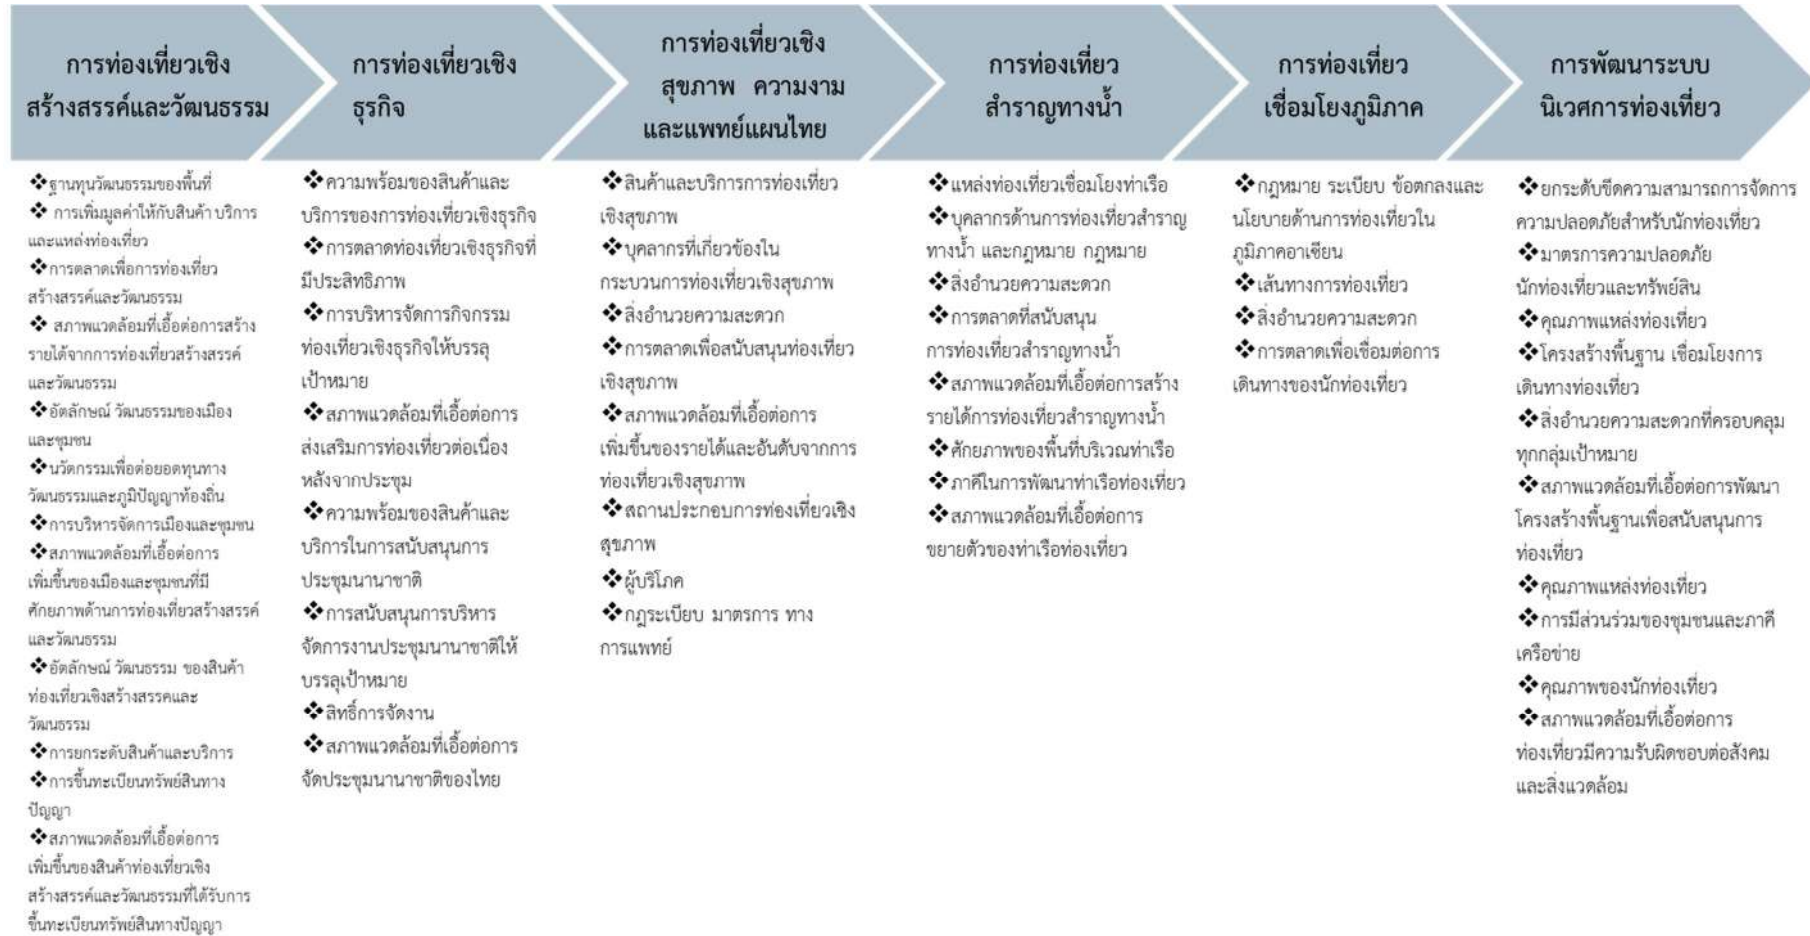 การท่องเที่ยวเชิง
สร้างสรรค์และวัฒนธรรม
❖ฐานทุนวัฒนธรรมของพื้นที่
❖ การเพิ่มมูลค่าให้กับสินค้า บริการ
และแหล่งท่องเที่ยว
❖การตลาดเพื่อการท่องเที่ยว
สร้างสรรค์และวัฒนธรรม
❖ สภาพแวดล้อมที่เอื้อต่อการสร้าง
รายได้จากการท่องเที่ยวสร้างสรรค์
และวัฒนธรรม
❖อัตลักษณ์ วัฒนธรรมของเมือง
และชุมชน
❖นวัตกรรมเพื่อต่อยอดทุนทาง
วัฒนธรรมและภูมิปัญญาท้องถิ่น
❖การบริหารจัดการเมืองและชุมชน
❖สภาพแวดล้อมที่เอื้อต่อการ
เพิ่มขึ้นของเมืองและชุมชนที่มี
ศักยภาพด้านการท่องเที่ยวสร้างสรรค์
และวัฒนธรรม
❖อัตลักษณ์ วัฒนธรรม ของสินค้า
ท่องเที่ยวเชิงสร้างสรรคและ
วัฒนธรรม
❖การยกระดับสินค้าและบริการ
❖การขึ้นทะเบียนทรัพย์สินทาง
ปัญญา
❖สภาพแวดล้อมที่เอื้อต่อการ
เพิ่มขึ้นของสินค้าท่องเที่ยวเชิง
สร้างสรรค์และวัฒนธรรมที่ได้รับการ
ขึ้นทะเบียนทรัพย์สินทางปัญญา
การท่องเที่ยวเชิง
ธุรกิจ
❖ความพร้อมของสินค้าและ
บริการของการท่องเที่ยวเชิงธุรกิจ
❖การตลาดท่องเที่ยวเชิงธุรกิจที่
มีประสิทธิภาพ
❖การบริหารจัดการกิจกรรม
ท่องเที่ยวเชิงธุรกิจให้บรรลุ
เป้าหมาย
❖สภาพแวดล้อมที่เอื้อต่อการ
ส่งเสริมการท่องเที่ยวต่อเนื่อง
หลังจากประชุม
❖ความพร้อมของสินค้าและ
บริการในการสนับสนุนการ
ประชุมนานาชาติ
❖การสนับสนุนการบริหาร
จัดการงานประชุมนานาชาติให้
บรรลุเป้าหมาย
❖สิทธิ์การจัดงาน
❖สภาพแวดล้อมที่เอื้อต่อการ
จัดประชุมนานาชาติของไทย
การท่องเที่ยวเชิง
สุขภาพ ความงาม
และแพทย์แผนไทย
❖สินค้าและบริการการท่องเที่ยว
เชิงสุขภาพ
❖บุคลากรที่เกี่ยวข้องใน
กระบวนการท่องเที่ยวเชิงสุขภาพ
❖สิ่งอำนวยความสะดวก
❖การตลาดเพื่อสนับสนุนท่องเที่ยว
เชิงสุขภาพ
❖สภาพแวดล้อมที่เอื้อต่อการ
เพิ่มขึ้นของรายได้และอันดับจากการ
ท่องเที่ยวเชิงสุขภาพ
❖สถานประกอบการท่องเที่ยวเชิง
สุขภาพ
❖ผู้บริโภค
❖กฎระเบียบ มาตรการ ทาง
การแพทย์
การท่องเที่ยว
สำราญทางน้ำ
❖แหล่งท่องเที่ยวเชื่อมโยงท่าเรือ
❖บุคลากรด้านการท่องเที่ยวสำราญ
ทางน้ำ และกฎหมาย กฎหมาย
❖สิ่งอำนวยความสะดวก
❖การตลาดที่สนับสนุน
การท่องเที่ยวสำราญทางน้ำ
❖สภาพแวดล้อมที่เอื้อต่อการสร้าง
รายได้การท่องเที่ยวสำราญทางน้ำ
❖ศักยภาพของพื้นที่บริเวณท่าเรือ
❖ภาคีในการพัฒนาท่าเรือท่องเที่ยว
❖สภาพแวดล้อมที่เอื้อต่อการ
ขยายตัวของท่าเรือท่องเที่ยว
การท่องเที่ยว
เชื่อมโยงภูมิภาค
❖กฎหมาย ระเบียบ ข้อตกลงและ
นโยบายด้านการท่องเที่ยวใน
ภูมิภาคอาเซียน
❖เส้นทางการท่องเที่ยว
❖สิ่งอำนวยความสะดวก
❖การตลาดเพื่อเชื่อมต่อการ
เดินทางของนักท่องเที่ยว
การพัฒนาระบบ
นิเวศการท่องเที่ยว
❖ยกระดับขีดความสามารถการจัดการ
ความปลอดภัยสำหรับนักท่องเที่ยว
❖มาตรการความปลอดภัย
นักท่องเที่ยวและทรัพย์สิน
❖คุณภาพแหล่งท่องเที่ยว
❖โครงสร้างพื้นฐาน เชื่อมโยงการ
เดินทางท่องเที่ยว
❖สิ่งอำนวยความสะดวกที่ครอบคลุม
ทุกกลุ่มเป้าหมาย
❖สภาพแวดล้อมที่เอื้อต่อการพัฒนา
โครงสร้างพื้นฐานเพื่อสนับสนุนการ
ท่องเที่ยว
❖คุณภาพแหล่งท่องเที่ยว
❖การมีส่วนร่วมของชุมชนและภาคี
เครือข่าย
❖คุณภาพของนักท่องเที่ยว
❖สภาพแวดล้อมที่เอื้อต่อการ
ท่องเที่ยวมีความรับผิดชอบต่อสังคม
และสิ่งแวดล้อม